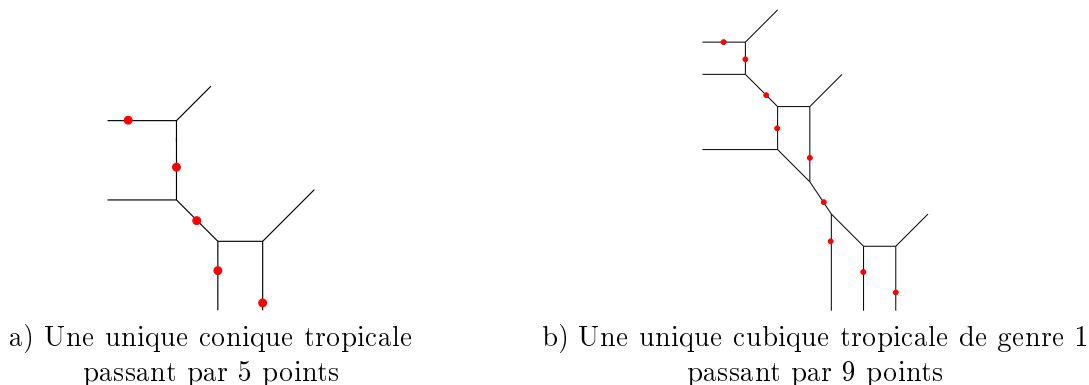 a) Une unique conique tropicale
passant par 5 points
b) Une unique cubique tropicale de genre 1
passant par 9 points